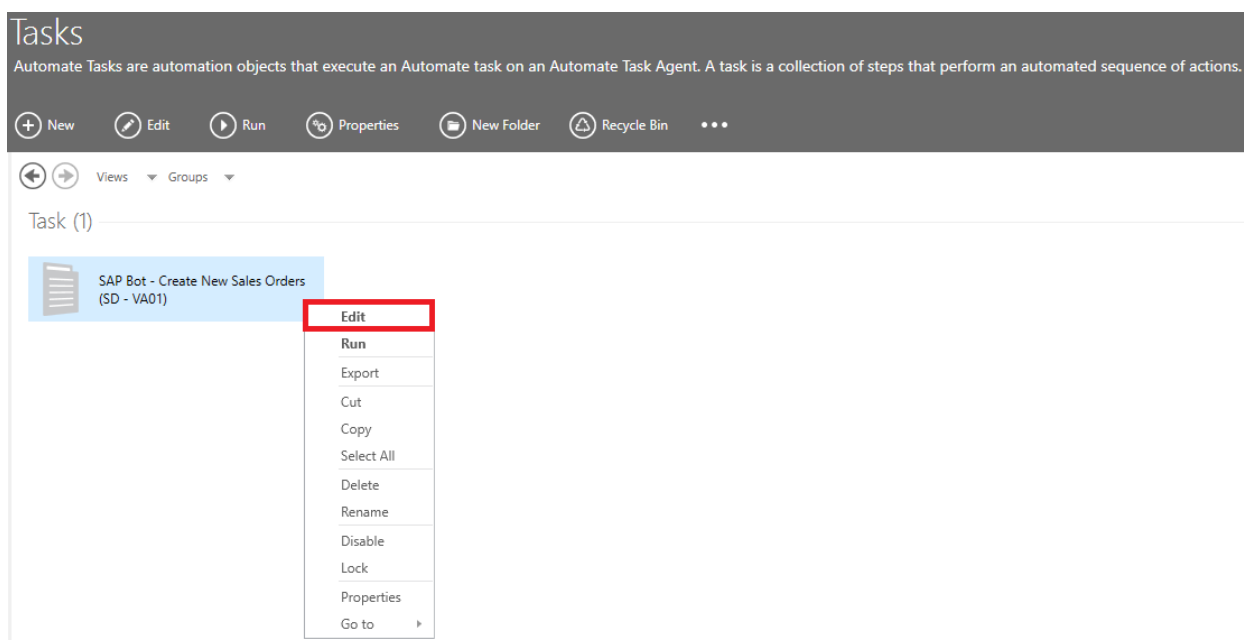 Tasks
Automate Tasks are automation objects that execute an Automate task on an Automate Task Agent. A task is a collection of steps that perform an automated sequence of actions.
New Edit Run Properties New Folder Recycle Bin
Views Groups
Task (1)
SAP Bot - Create New Sales Orders
(SD - VA01)
Edit
Run
Export
Cut
Copy
Select All
Delete
Rename
Disable
Lock
Properties
Go to